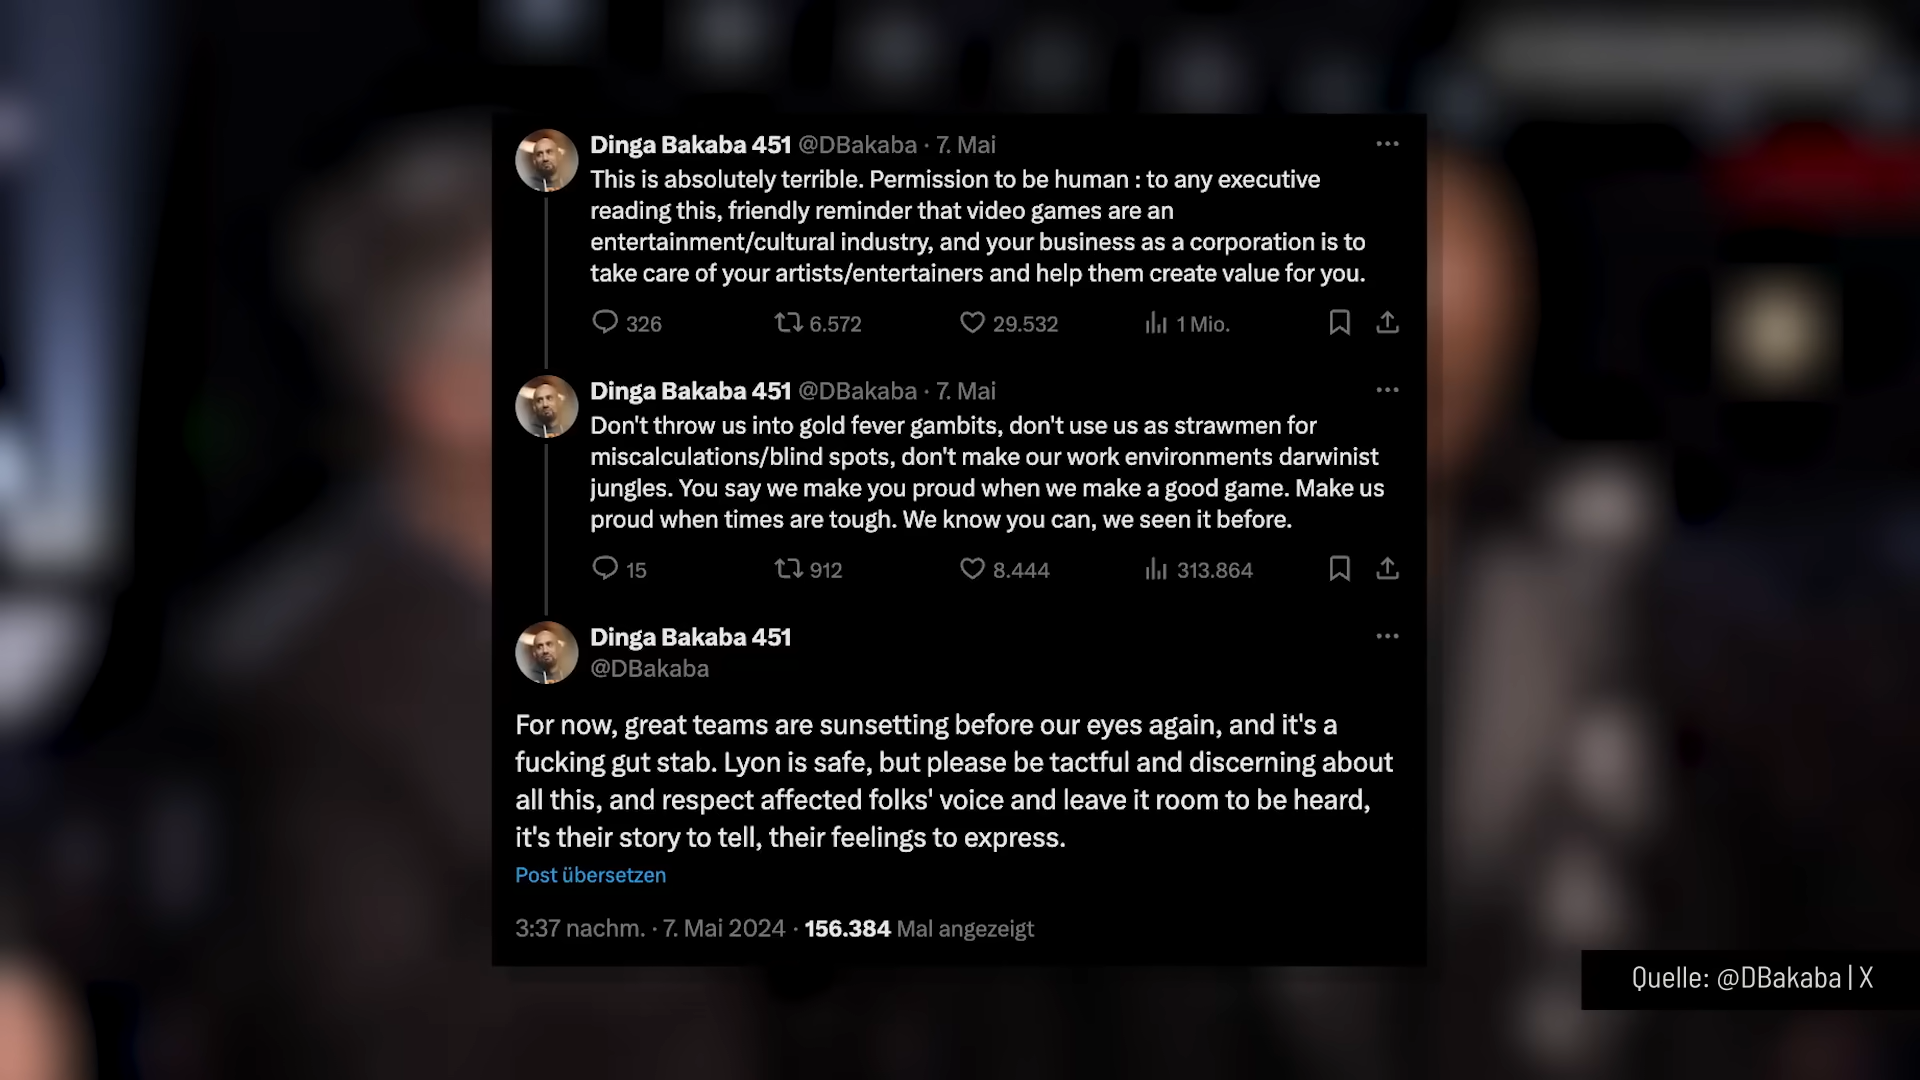 Dinga Bakaba 451 @DBakaba · 7. Mai
This is absolutely terrible. Permission to be human : to any executive
reading this, friendly reminder that video games are an
entertainment/cultural industry, and your business as a corporation is to
take care of your artists/entertainers and help them create value for you.
326 6.572 29.532 1 Mio.
Dinga Bakaba 451 @DBakaba · 7. Mai
Don't throw us into gold fever gambits, don't use us as strawmen for
miscalculations/blind spots, don't make our work environments darwinist
jungles. You say we make you proud when we make a good game. Make us
proud when times are tough. We know you can, we seen it before.
15 912 8.444 313.864
Dinga Bakaba 451
@DBakaba
For now, great teams are sunsetting before our eyes again, and it's a
fucking gut stab. Lyon is safe, but please be tactful and discerning about
all this, and respect affected folks' voice and leave it room to be heard,
it's their story to tell, their feelings to express.
Post übersetzen
3:37 nachm. · 7. Mai 2024 · 156.384 Mal angezeigt
Quelle: @DBakaba | X